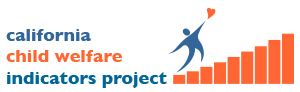 california
child welfare
indicators project